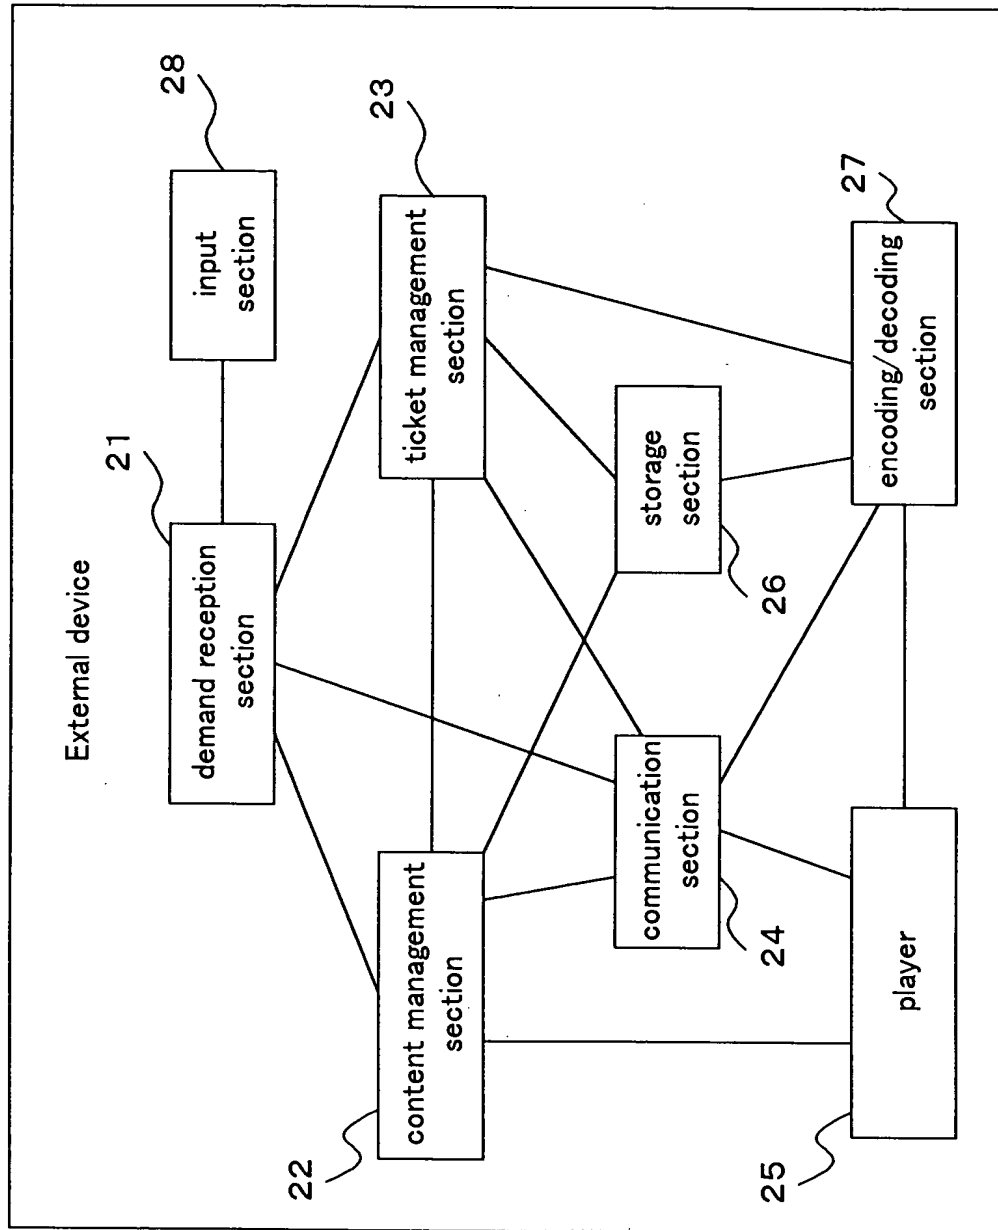 External device
21
demand reception
section
28
input
section
22
content management
section
23
ticket management
section
24
communication
section
26
storage
section
25
player
27
encoding/decoding
section